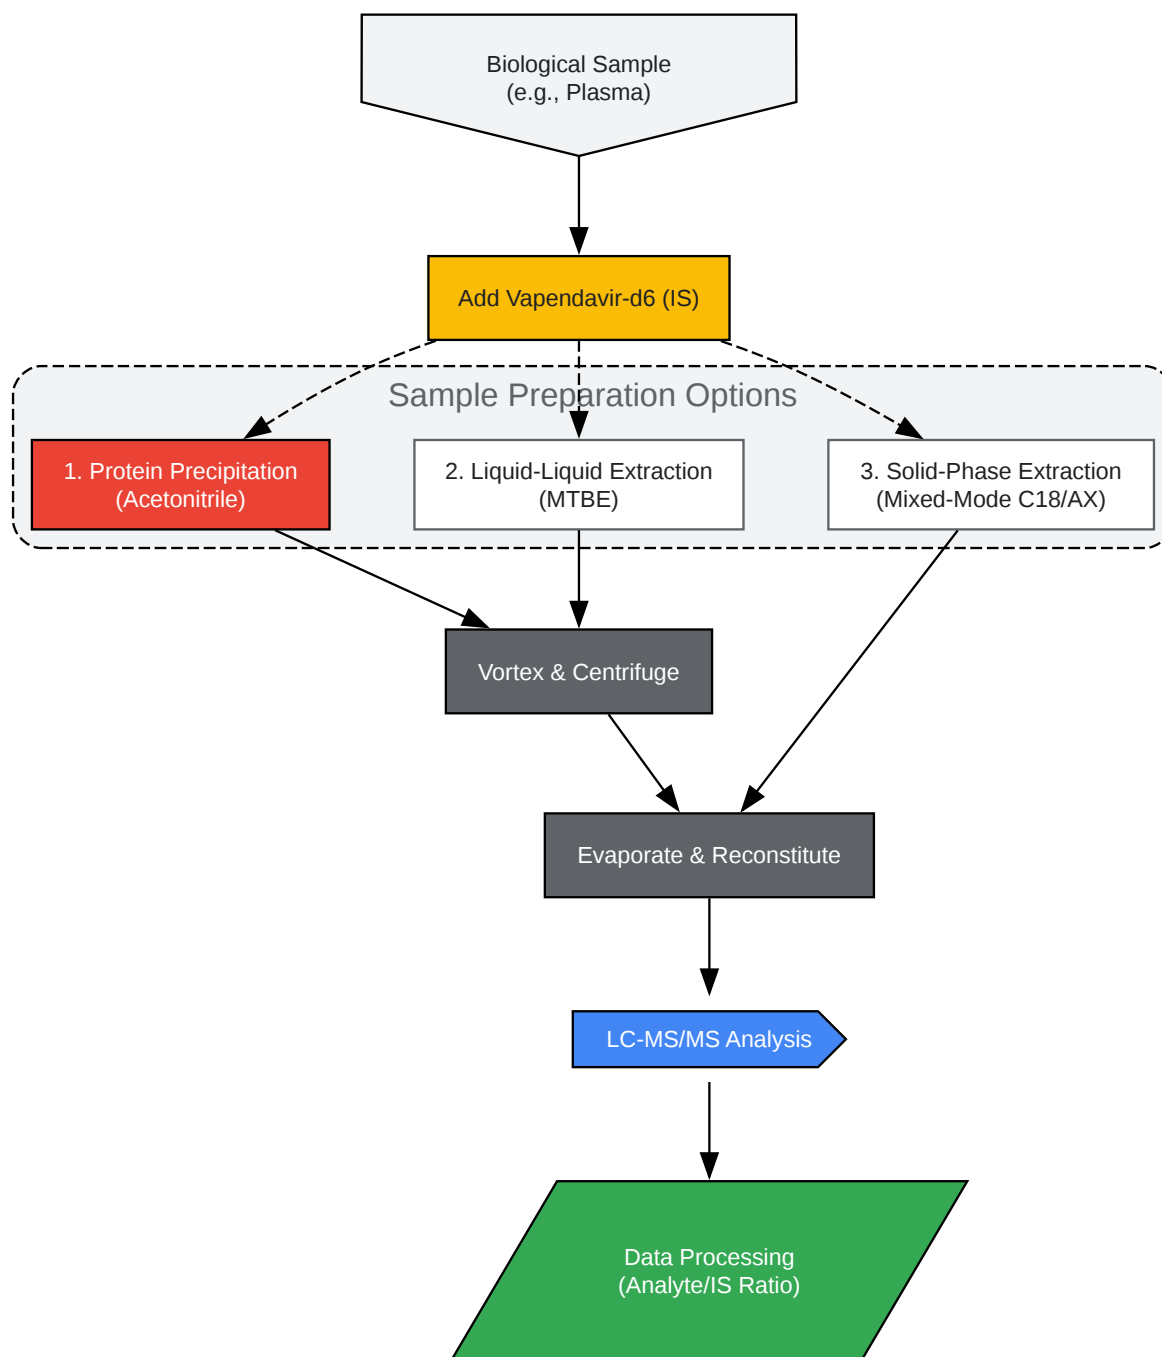 Biological Sample
(e.g., Plasma)
Add Vapendavir-d6 (IS)
Sample Preparation Options
1. Protein Precipitation
(Acetonitrile)
2. Liquid-Liquid Extraction
(MTBE)
3. Solid-Phase Extraction
(Mixed-Mode C18/AX)
Vortex & Centrifuge
Evaporate & Reconstitute
LC-MS/MS Analysis
Data Processing
(Analyte/IS Ratio)